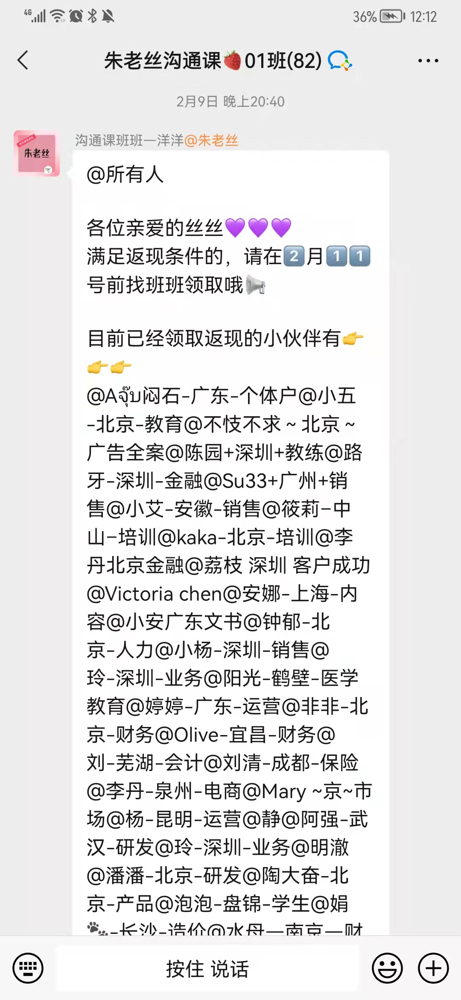 4G 36% 12:12
朱老丝沟通课🍓01班(82)
2月9日 晚上20:40
朱老丝
沟通课班班—洋洋@朱老丝
@所有人
各位亲爱的丝丝💜💜💜
满足返现条件的，请在2️⃣月1️⃣1️⃣
号前找班班领取哦📢
目前已经领取返现的小伙伴有👉
👉👉
@Aจุ๊บ闷石-广东-个体户@小五
-北京-教育@不忮不求 ~ 北京 ~
广告全案@陈园+深圳+教练@路
牙-深圳-金融@Su33+广州+销
售@小艾-安徽-销售@筱莉–中
山–培训@kaka-北京-培训@李
丹北京金融@荔枝 深圳 客户成功
@Victoria chen@安娜-上海-内
容@小安广东文书@钟郁-北
京-人力@小杨-深圳-销售@
玲-深圳-业务@阳光-鹤壁-医学
教育@婷婷-广东-运营@非非-北
京-财务@Olive-宜昌-财务@
刘-芜湖-会计@刘清-成都-保险
@李丹-泉州-电商@Mary ~京~市
场@杨-昆明-运营@静@阿强-武
汉-研发@玲-深圳-业务@明澈
@潘潘-北京-研发@陶大奋-北
京-产品@泡泡-盘锦-学生@娟
🐾-长沙-造价@水母—南京—财
按住 说话